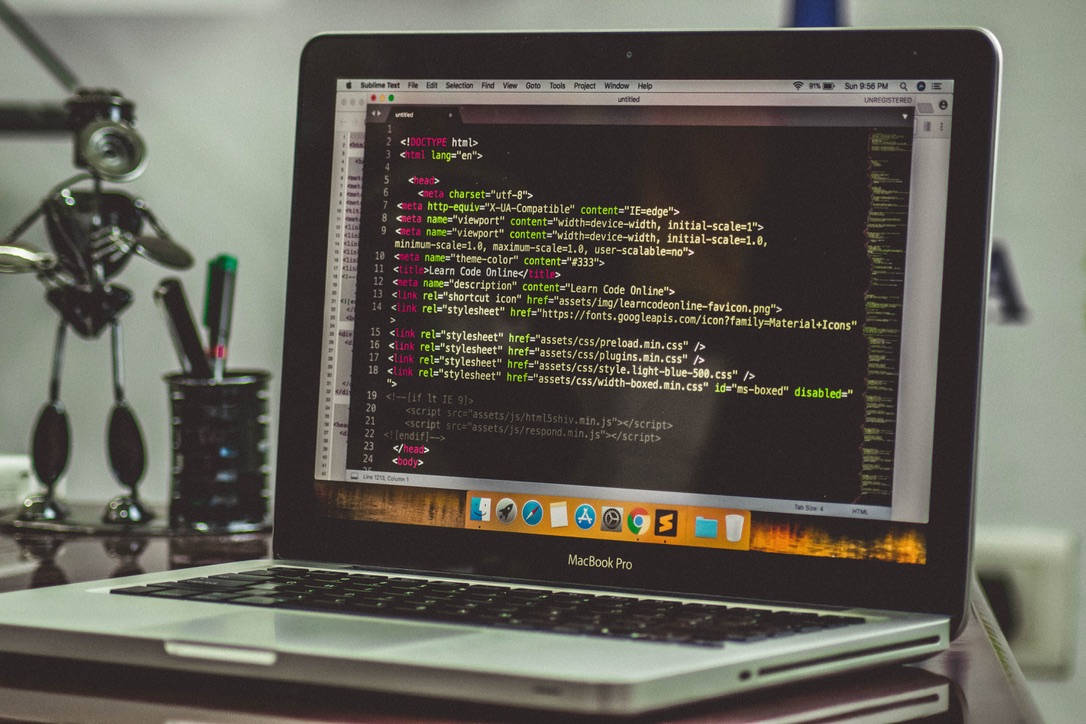 Sublime Text File Edit Selection Find View Goto Tools Project Window Help 91% Sun 9:56 PM
untitled UNREGISTERED
untitled
1
2 <!DOCTYPE html>
3 <html lang="en">
4
5 <head>
6 <meta charset="utf-8">
7 <meta http-equiv="X-UA-Compatible" content="IE=edge">
8 <meta name="viewport" content="width=device-width, initial-scale=1">
9 <meta name="viewport" content="width=device-width, initial-scale=1.0,
minimum-scale=1.0, maximum-scale=1.0, user-scalable=no">
10 <meta name="theme-color" content="#333">
11 <title>Learn Code Online</title>
12 <meta name="description" content="Learn Code Online">
13 <link rel="shortcut icon" href="assets/img/learncodeonline-favicon.png">
14 <link rel="stylesheet" href="https://fonts.googleapis.com/icon?family=Material+Icons"
>
15 <link rel="stylesheet" href="assets/css/preload.min.css" />
16 <link rel="stylesheet" href="assets/css/plugins.min.css" />
17 <link rel="stylesheet" href="assets/css/style.light-blue-500.css" />
18 <link rel="stylesheet" href="assets/css/width-boxed.min.css" id="ms-boxed" disabled="
">
19 <!--[if lt IE 9]>
20 <script src="assets/js/html5shiv.min.js"></script>
21 <script src="assets/js/respond.min.js"></script>
22 <![endif]-->
23 </head>
24 <body>
Line 1213, Column 1 Tab Size: 4 HTML
MacBook Pro